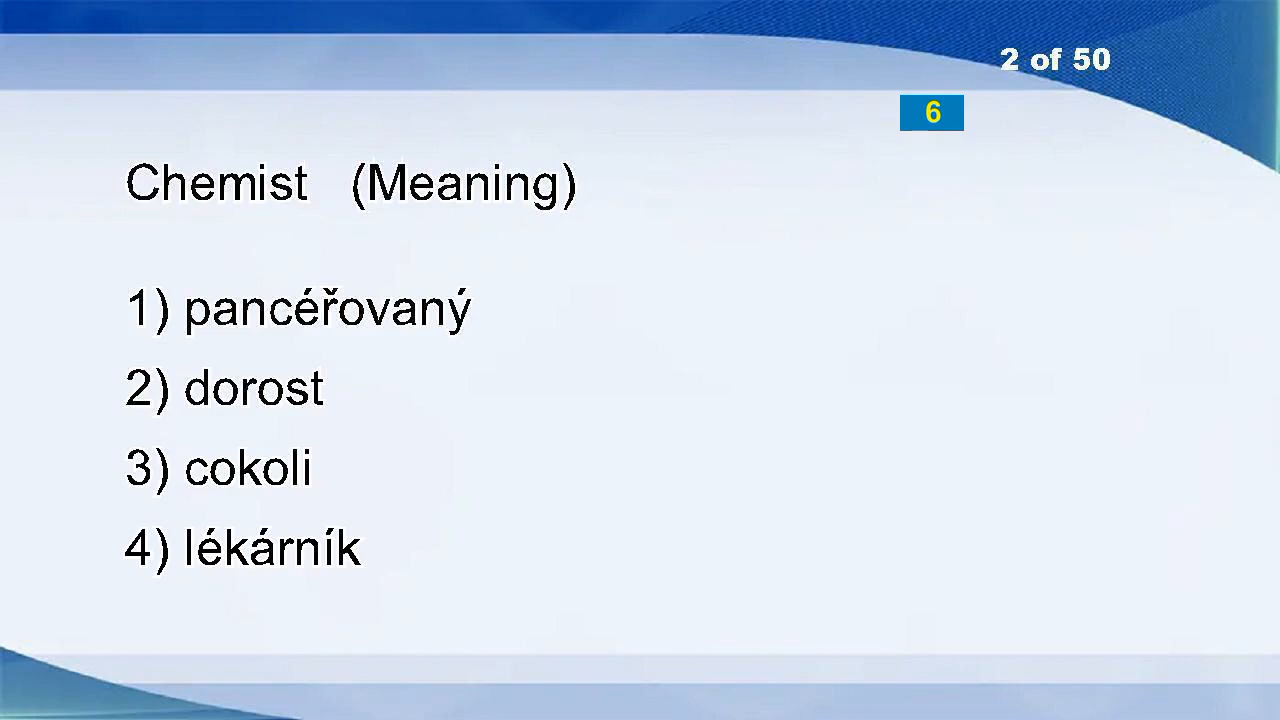 2 of 50
6
Chemist (Meaning)
1) pancéřovaný
2) dorost
3) cokoli
4) lékárník